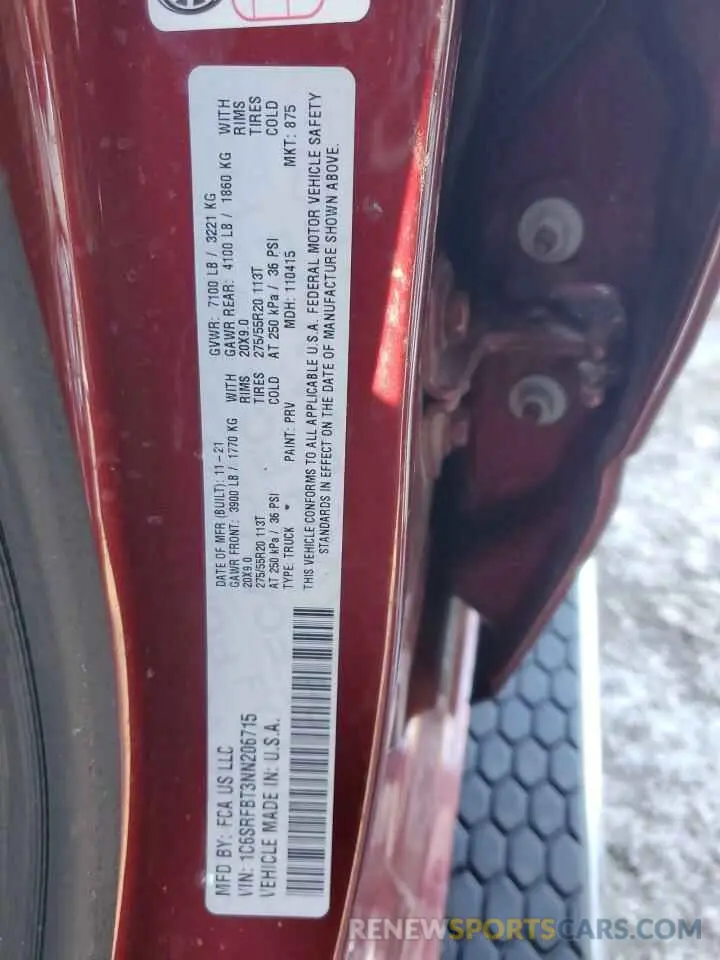 MFD BY: FCA US LLC
VIN: 1C6SRFBT3NN206715
VEHICLE MADE IN: U.S.A.
DATE OF MFR (BUILT): 11-21
GVWR: 7100 LB / 3221 KG
GAWR FRONT: 3900 LB / 1770 KG WITH
GAWR REAR: 4100 LB / 1860 KG WITH
20X9.0 RIMS
20X9.0 RIMS
275/55R20 113T TIRES
275/55R20 113T TIRES
AT 250 kPa / 36 PSI COLD
AT 250 kPa / 36 PSI COLD
TYPE: TRUCK * PAINT: PRV MDH: 110415 MKT: 875
THIS VEHICLE CONFORMS TO ALL APPLICABLE U.S.A. FEDERAL MOTOR VEHICLE SAFETY
STANDARDS IN EFFECT ON THE DATE OF MANUFACTURE SHOWN ABOVE.
RENEWSPORTSCARS.COM